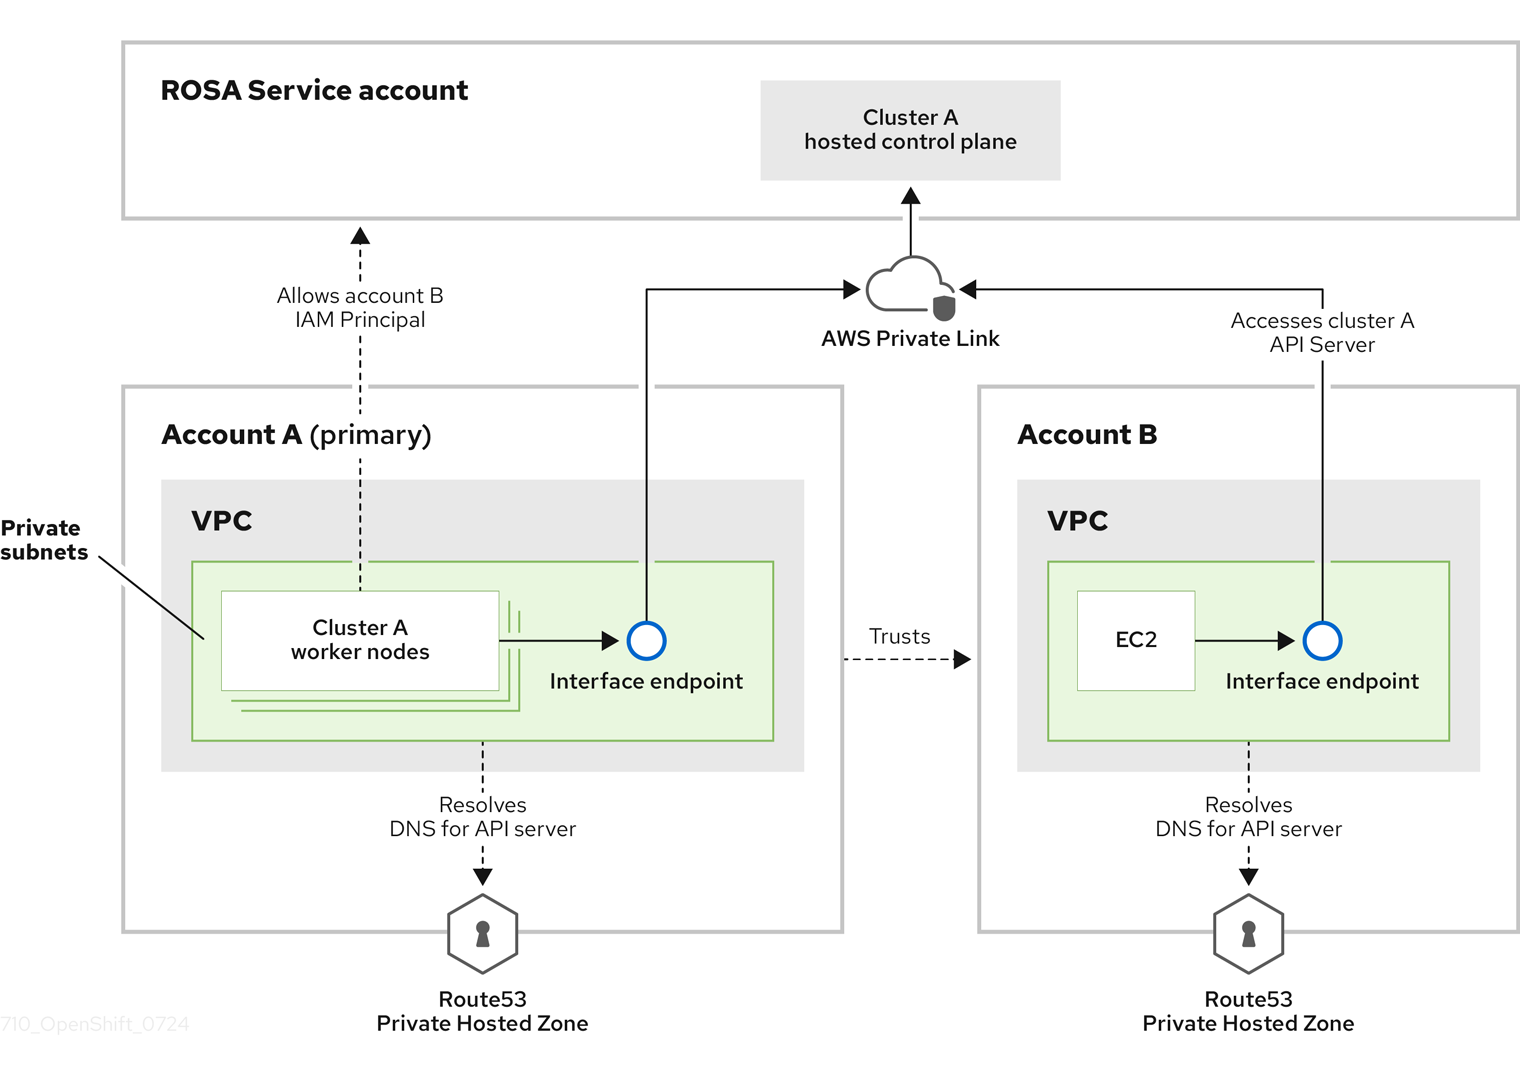 ROSA Service account
Cluster A
hosted control plane
Allows account B
IAM Principal
AWS Private Link
Accesses cluster A
API Server
Account A (primary)
VPC
Private
subnets
Cluster A
worker nodes
Interface endpoint
Trusts
Account B
VPC
EC2
Interface endpoint
Resolves
DNS for API server
Resolves
DNS for API server
Route53
Private Hosted Zone
Route53
Private Hosted Zone
710_OpenShift_0724